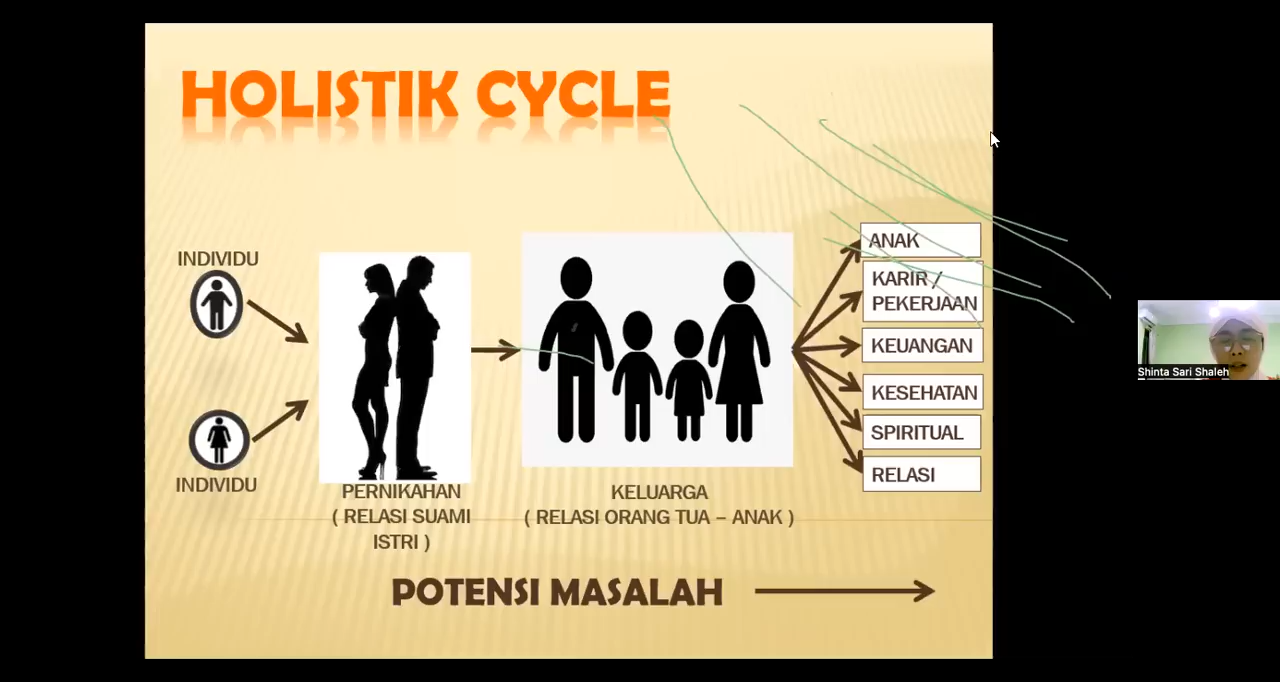 HOLISTIK CYCLE
INDIVIDU
INDIVIDU
PERNIKAHAN
( RELASI SUAMI
ISTRI )
KELUARGA
( RELASI ORANG TUA – ANAK )
ANAK
KARIR /
PEKERJAAN
KEUANGAN
KESEHATAN
SPIRITUAL
RELASI
POTENSI MASALAH
Shinta Sari Shaleh